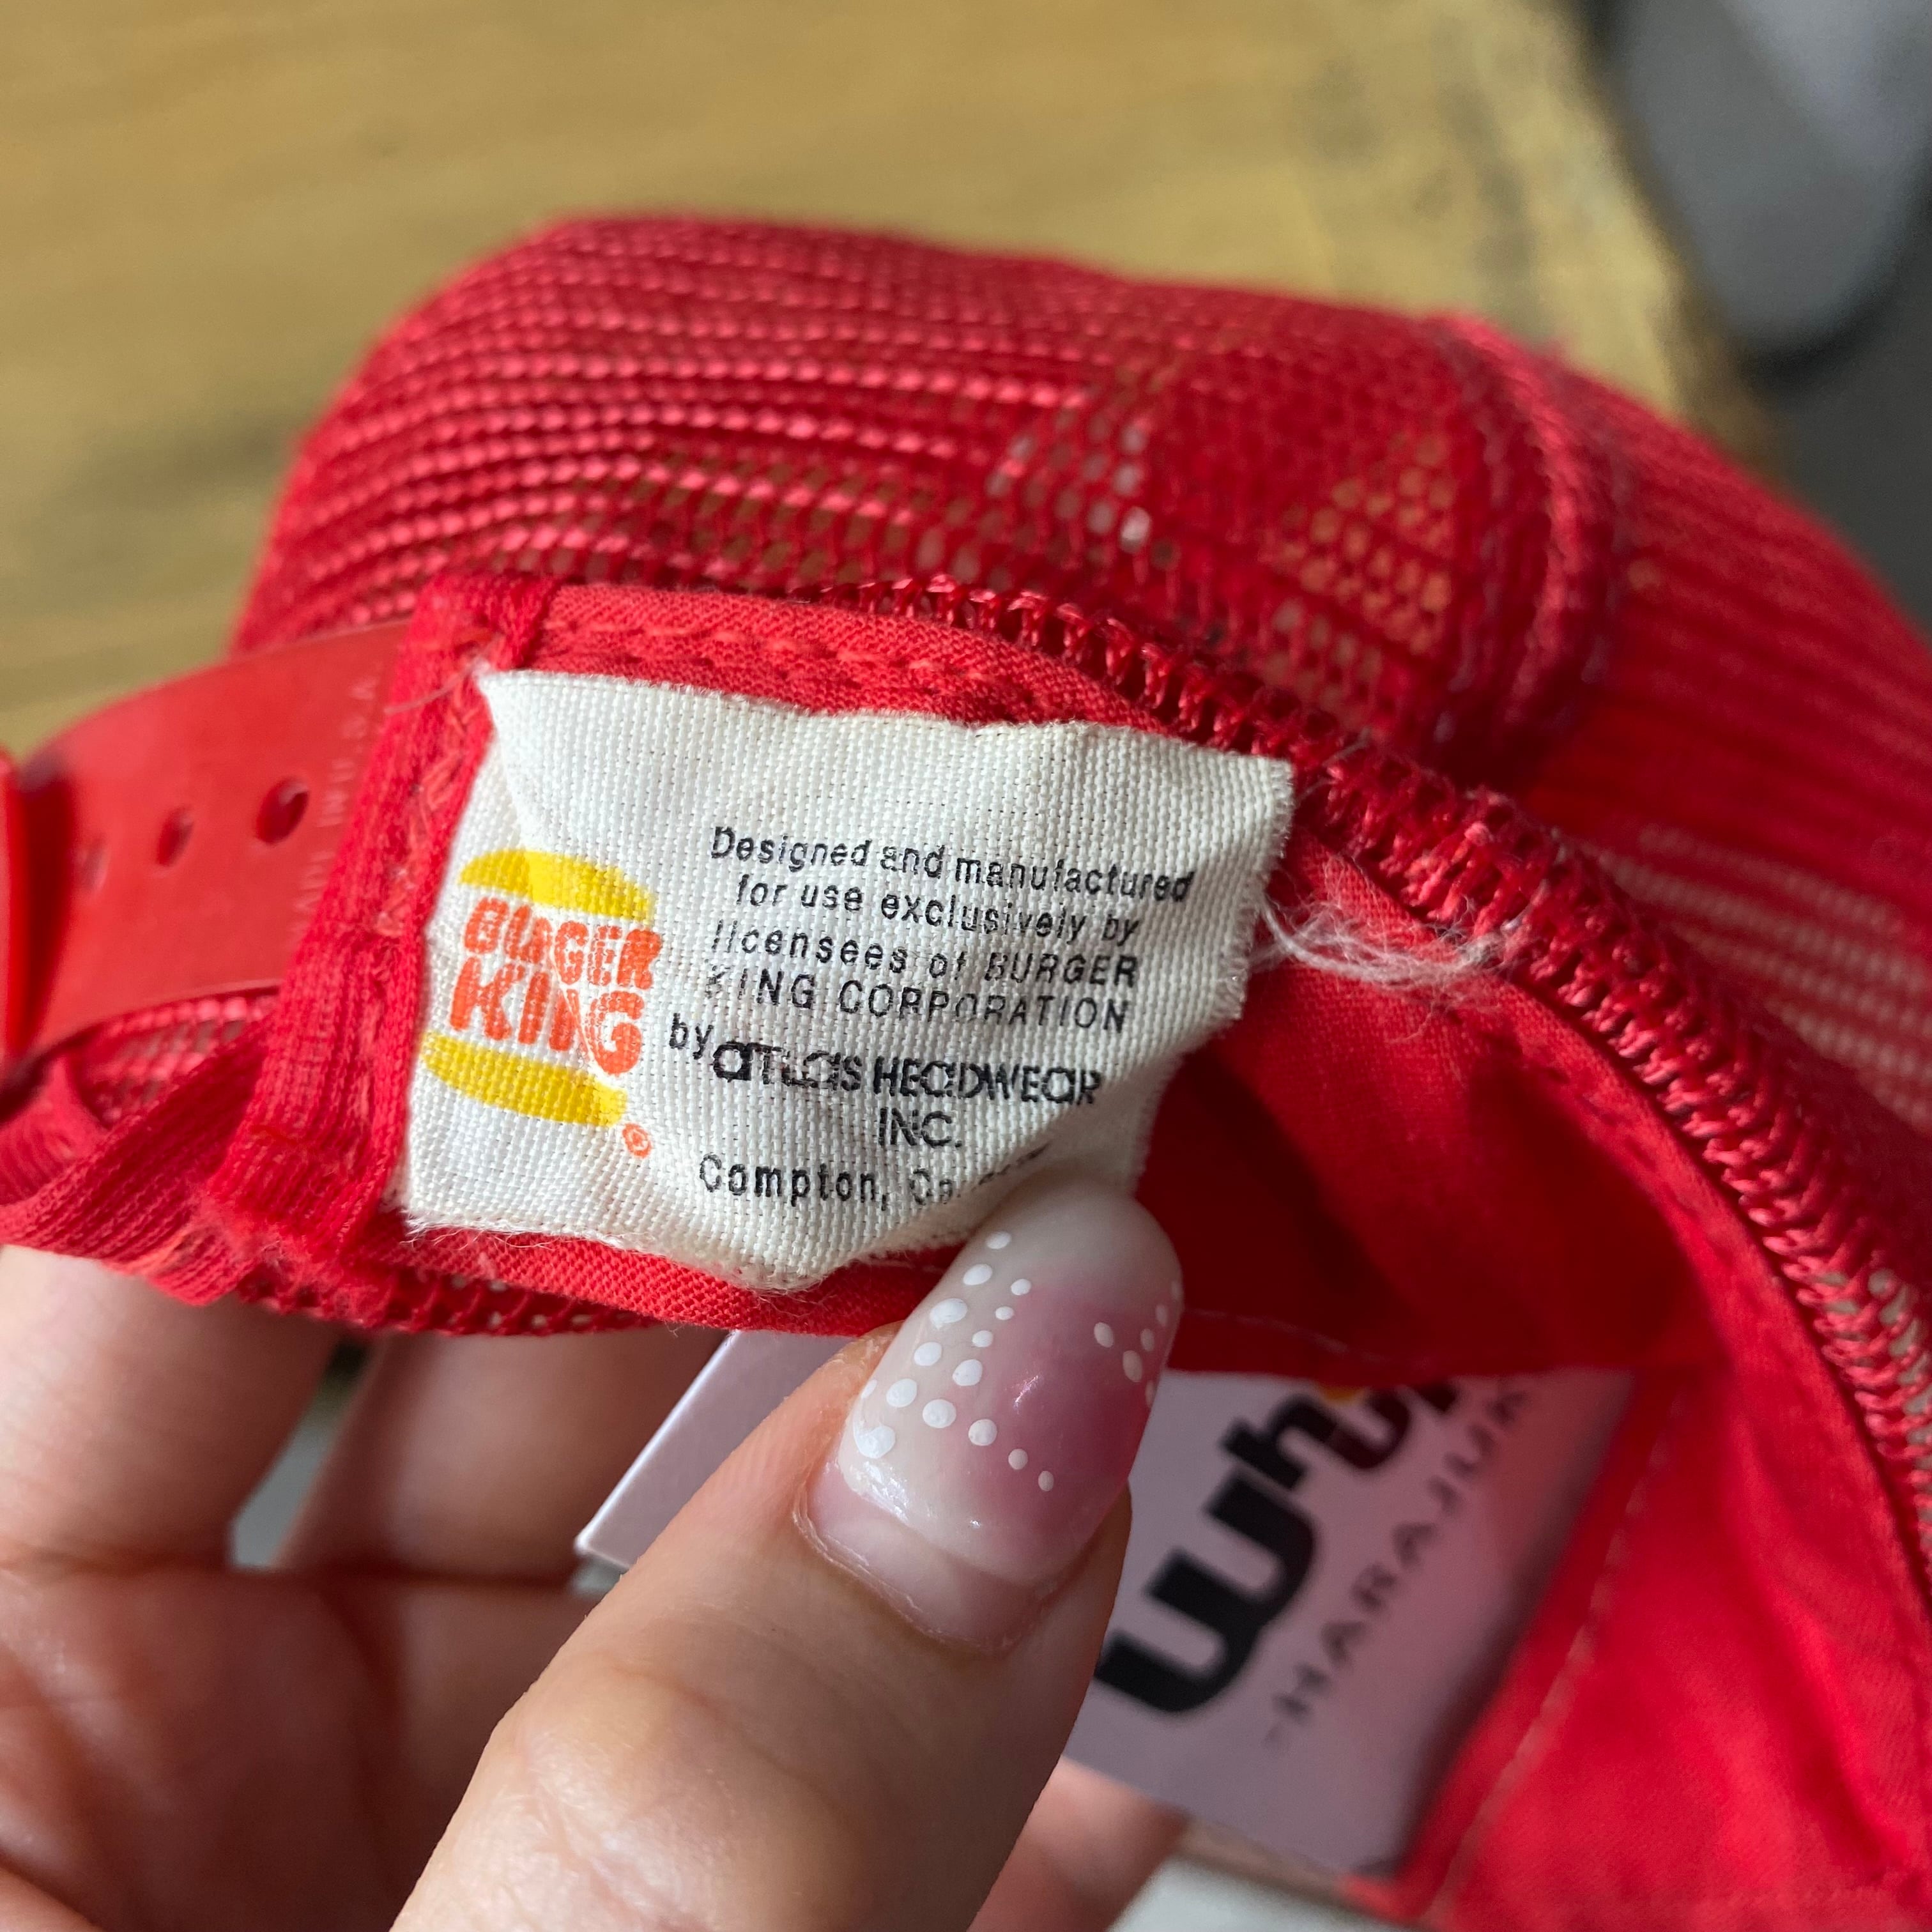 BURGER
KING
®
Designed and manufactured
for use exclusively by
licensees of BURGER
KING CORPORATION
by ATLAS HEADWEAR
INC.
Compton, Ca.
HARAJUK